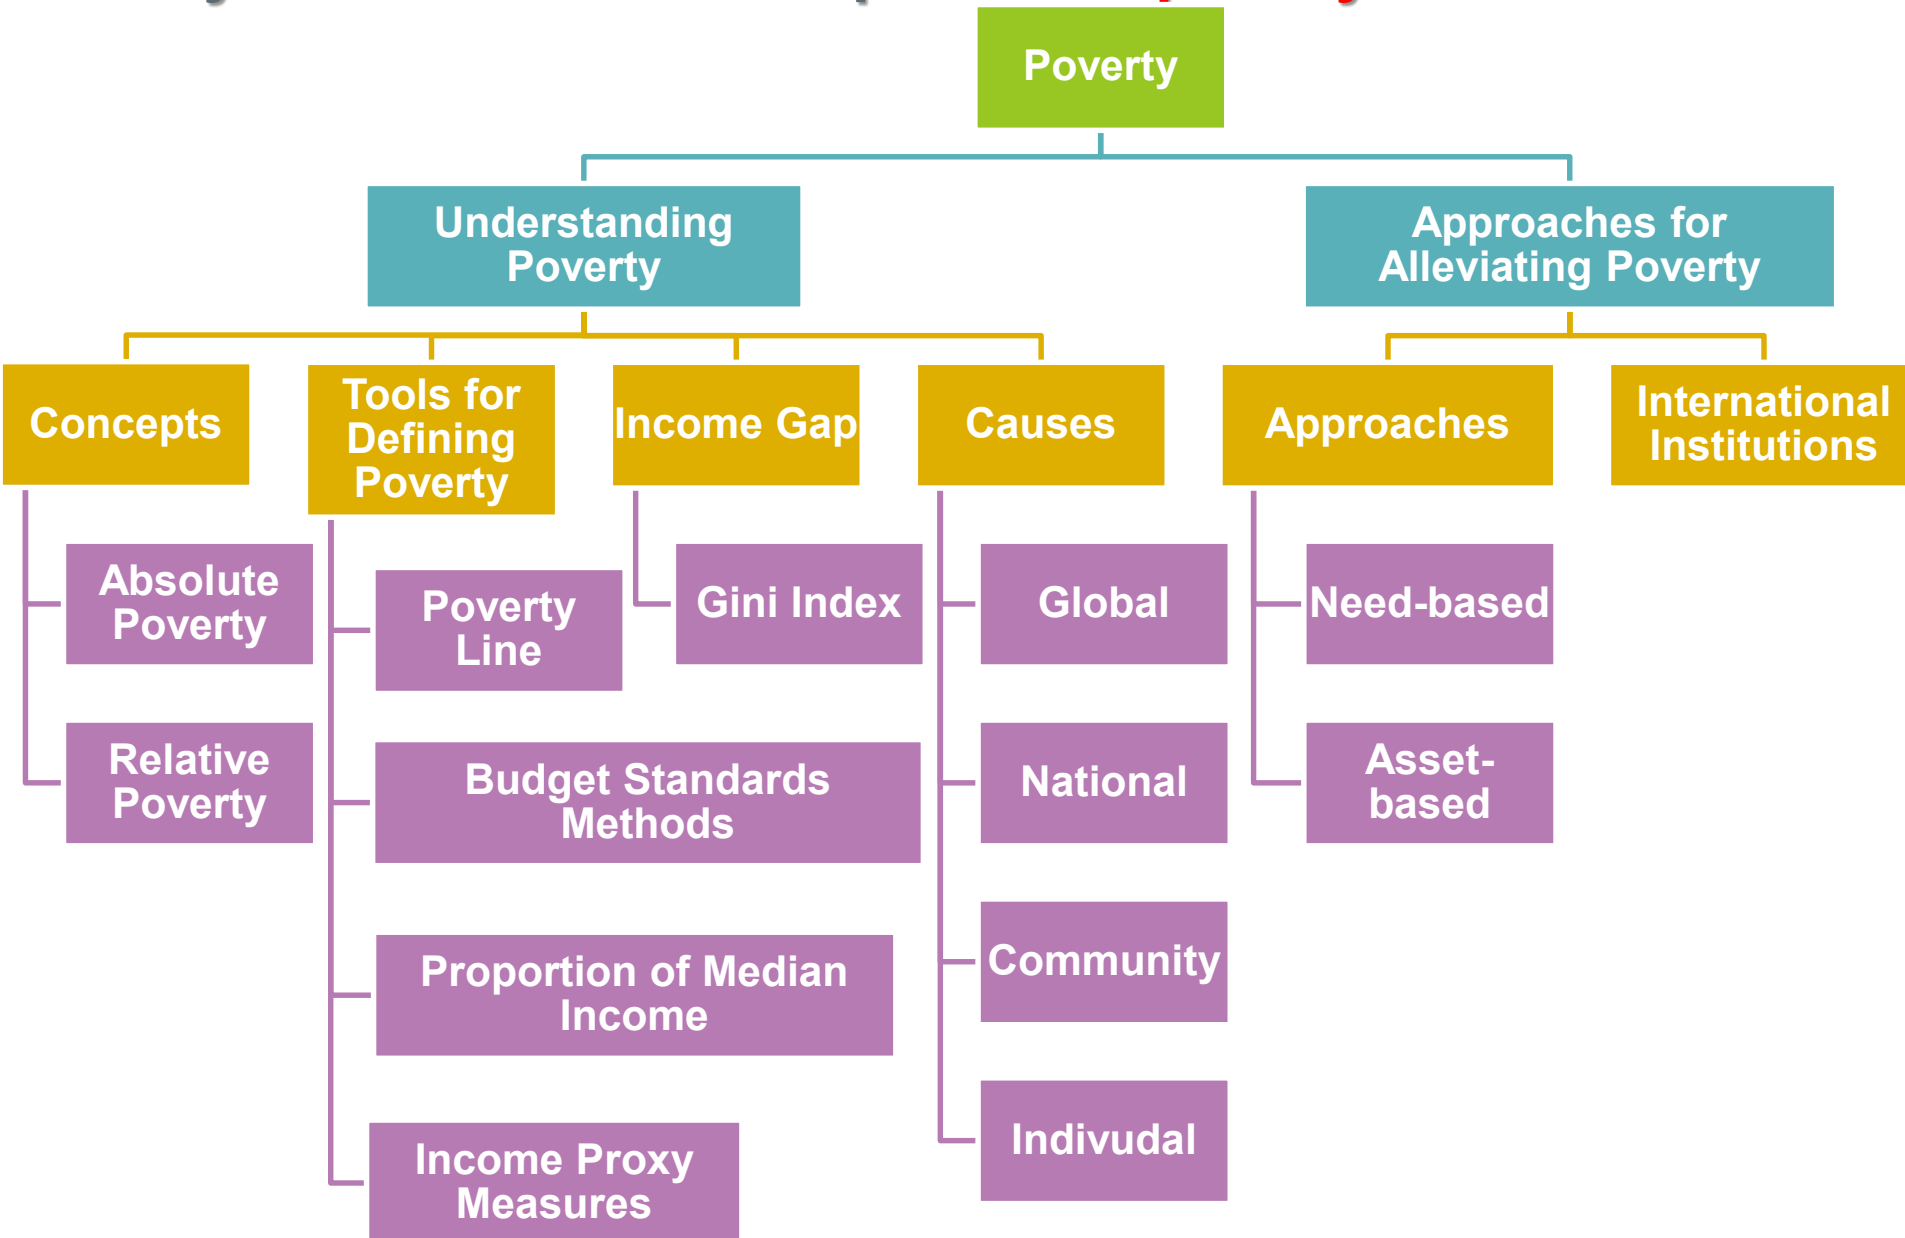 Poverty
Understanding
Poverty
Approaches for
Alleviating Poverty
Concepts
Tools for
Defining
Poverty
Income Gap
Causes
Approaches
International
Institutions
Absolute
Poverty
Relative
Poverty
Poverty
Line
Budget Standards
Methods
Proportion of Median
Income
Income Proxy
Measures
Gini Index
Global
National
Community
Indivudal
Need-based
Asset-
based